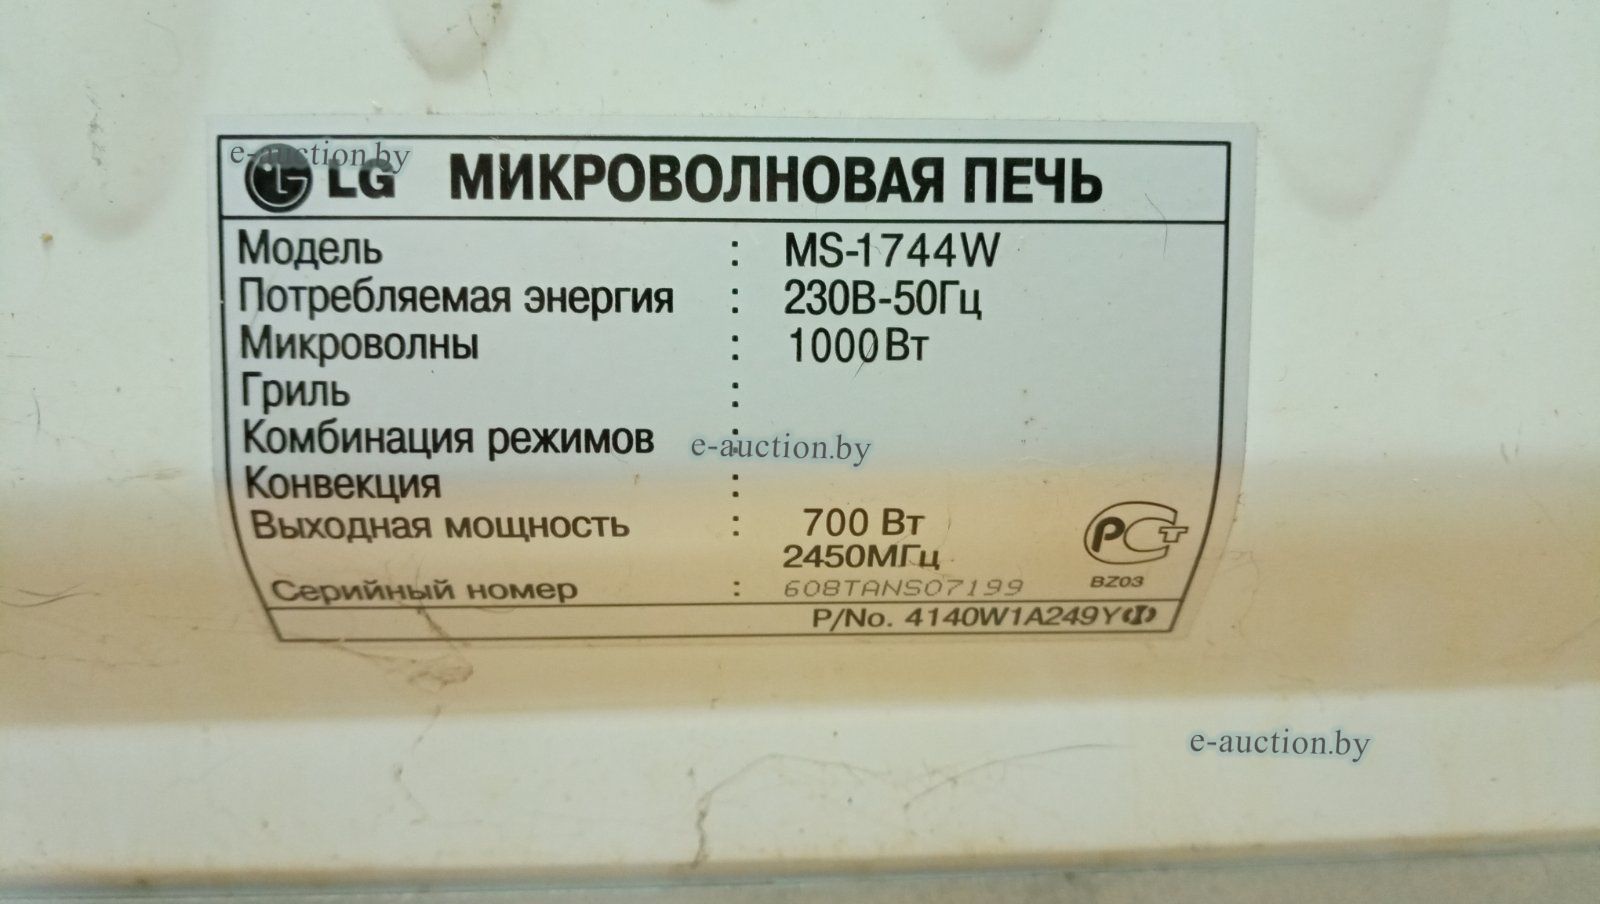 e-auction.by
LG МИКРОВОЛНОВАЯ ПЕЧЬ
Модель : MS-1744W
Потребляемая энергия : 230В-50Гц
Микроволны : 1000Вт
Гриль :
Комбинация режимов :
e-auction.by
Конвекция :
Выходная мощность : 700 Вт
2450МГц
РСТ
BZ03
Серийный номер : 608TANS07199
P/No. 4140W1A249Y(I)
e-auction.by